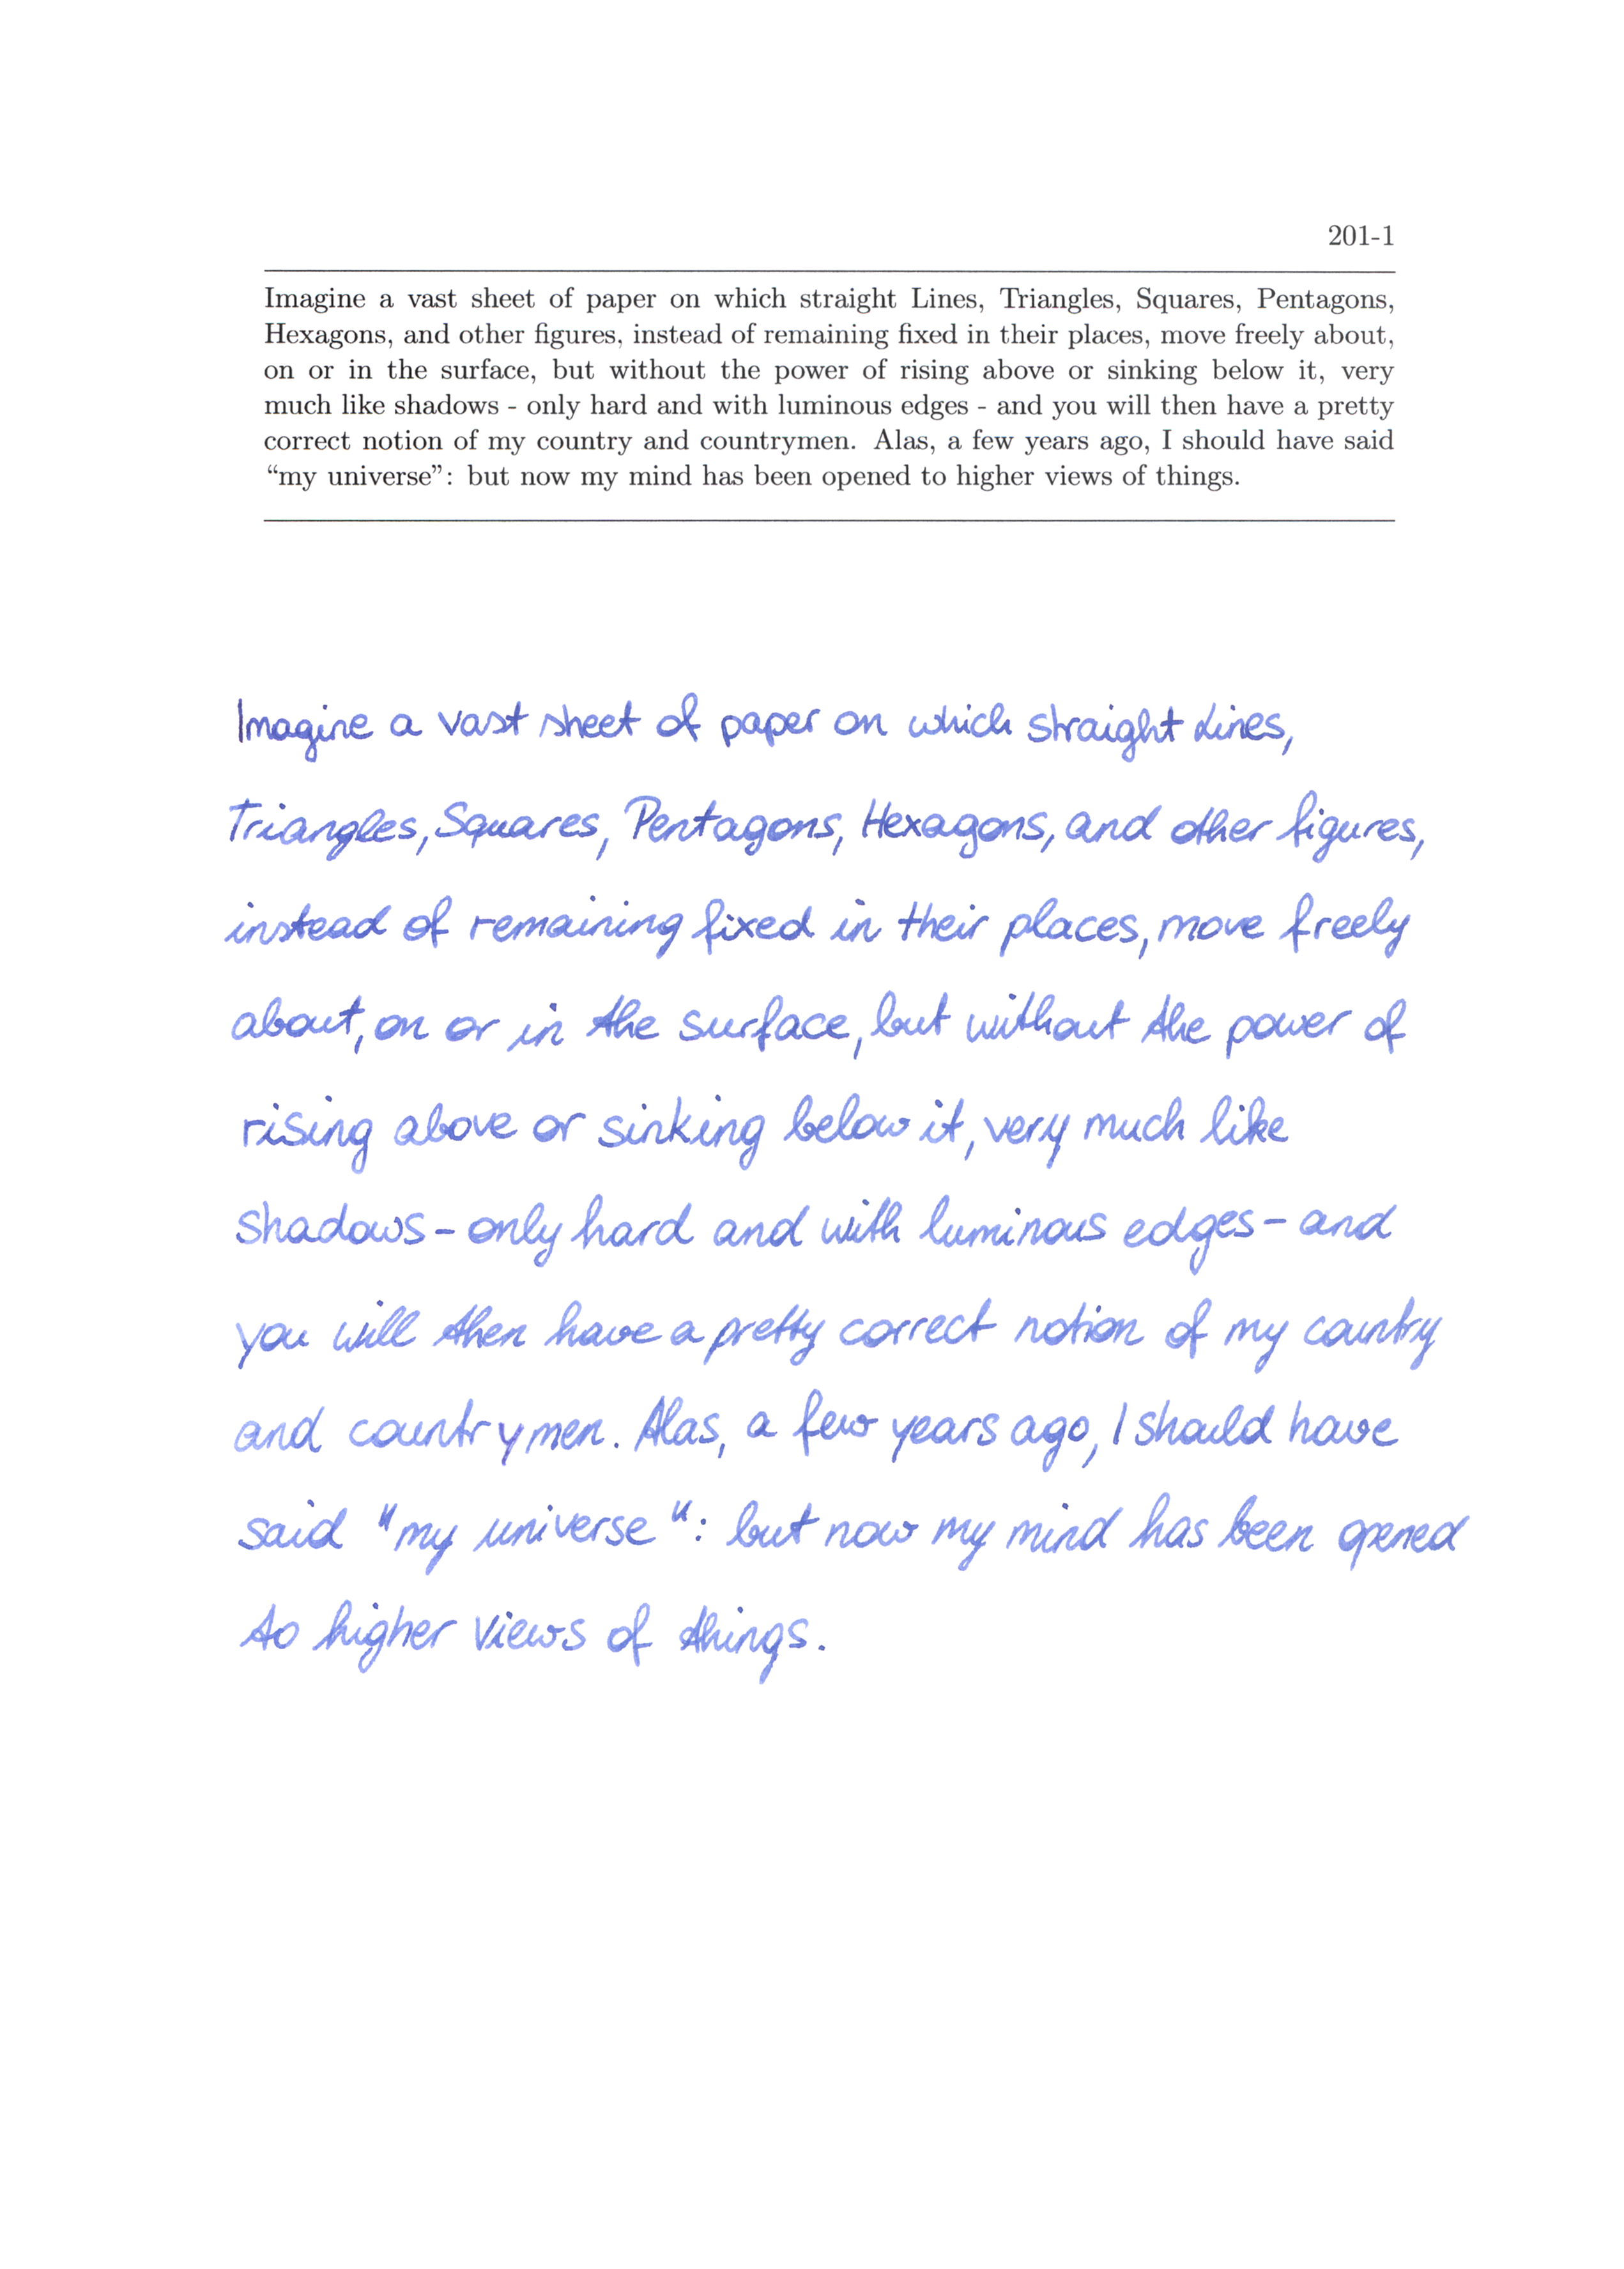 201-1
Imagine a vast sheet of paper on which straight Lines, Triangles, Squares, Pentagons,
Hexagons, and other figures, instead of remaining fixed in their places, move freely about,
on or in the surface, but without the power of rising above or sinking below it, very
much like shadows - only hard and with luminous edges - and you will then have a pretty
correct notion of my country and countrymen. Alas, a few years ago, I should have said
“my universe”: but now my mind has been opened to higher views of things.
Imagine a vast sheet of paper on which straight Lines,
Triangles, Squares, Pentagons, Hexagons, and other figures,
instead of remaining fixed in their places, move freely
about, on or in the surface, but without the power of
rising above or sinking below it, very much like
shadows - only hard and with luminous edges - and
you will then have a pretty correct notion of my country
and countrymen. Alas, a few years ago, I should have
said "my universe": but now my mind has been opened
to higher views of things.